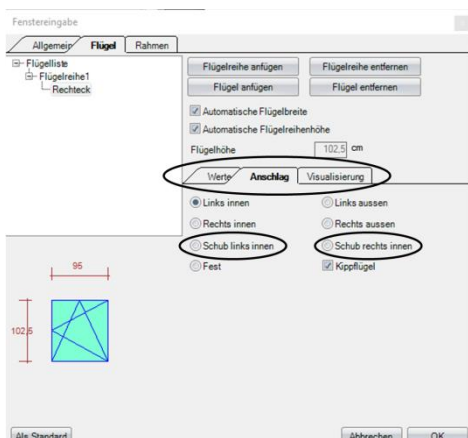 Fenstereingabe
Allgemein Flügel Rahmen
Flügelliste
Flügelreihe1
Rechteck
Flügelreihe anfügen Flügelreihe entfernen
Flügel anfügen Flügel entfernen
Automatische Flügelbreite
Automatische Flügelreihenhöhe
Flügelhöhe 102,5 cm
Werte Anschlag Visualisierung
Links innen Links aussen
Rechts innen Rechts aussen
Schub links innen Schub rechts innen
Fest Kippflügel
95
102,5
Als Standard Abbrechen OK